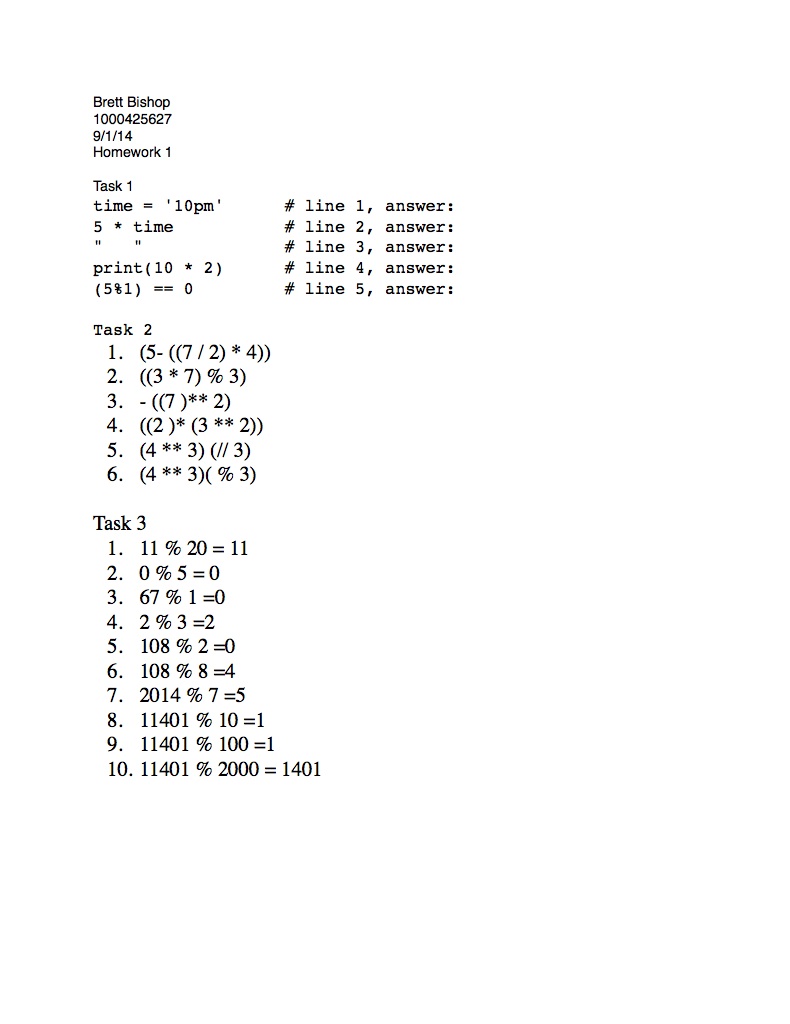 Brett Bishop
1000425627
9/1/14
Homework 1
Task 1
time = '10pm' # line 1, answer:
5 * time # line 2, answer:
" " # line 3, answer:
print(10 * 2) # line 4, answer:
(5%1) == 0 # line 5, answer:
Task 2
1. (5- ((7 / 2) * 4))
2. ((3 * 7) % 3)
3. - ((7 )** 2)
4. ((2 )* (3 ** 2))
5. (4 ** 3) (// 3)
6. (4 ** 3)( % 3)
Task 3
1. 11 % 20 = 11
2. 0 % 5 = 0
3. 67 % 1 =0
4. 2 % 3 =2
5. 108 % 2 =0
6. 108 % 8 =4
7. 2014 % 7 =5
8. 11401 % 10 =1
9. 11401 % 100 =1
10. 11401 % 2000 = 1401